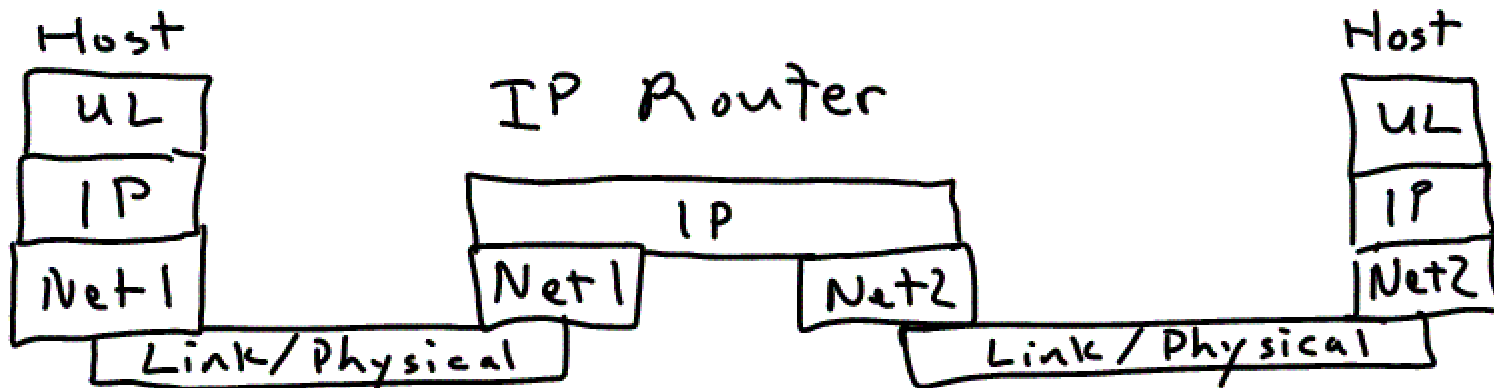 Host
UL
IP
Net1
IP Router
IP
Net1
Net2
Host
UL
IP
Net2
Link/Physical
Link/Physical